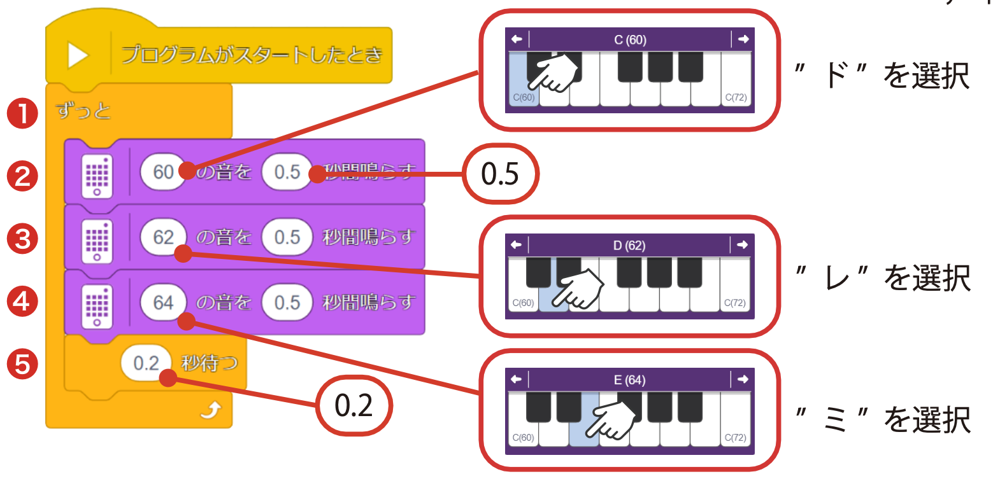 プログラムがスタートしたとき
❶ ずっと
❷ 60 の音を 0.5 秒間鳴らす
❸ 62 の音を 0.5 秒間鳴らす
❹ 64 の音を 0.5 秒間鳴らす
❺ 0.2 秒待つ
0.2
0.5
C (60)
C(60) C(72)
" ド " を選択
D (62)
C(60) C(72)
" レ " を選択
E (64)
C(60) C(72)
" ミ " を選択